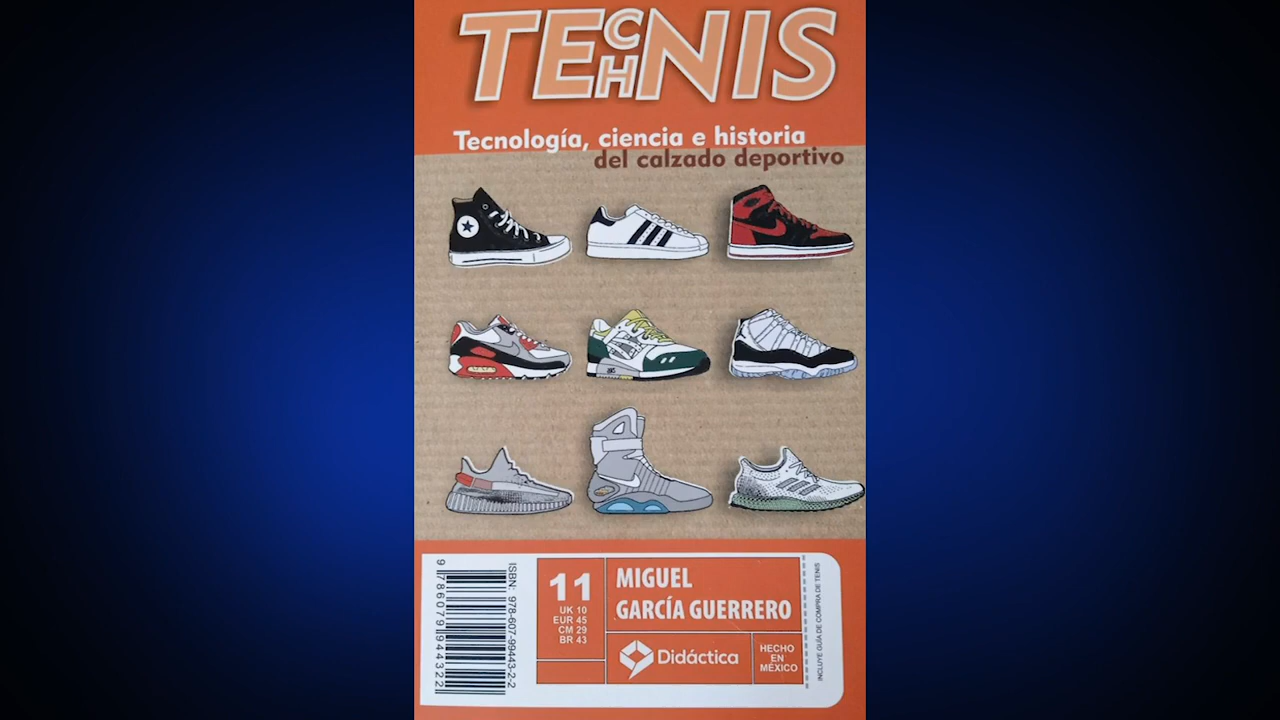 TECHNIS
Tecnología, ciencia e historia
del calzado deportivo
ISBN: 978-607-99443-2-2
9 786079 944322
11
UK 10
EUR 45
CM 29
BR 43
MIGUEL
GARCÍA GUERRERO
Didáctica
HECHO
EN
MÉXICO
INCLUYE GUÍA DE COMPRA DE TENIS